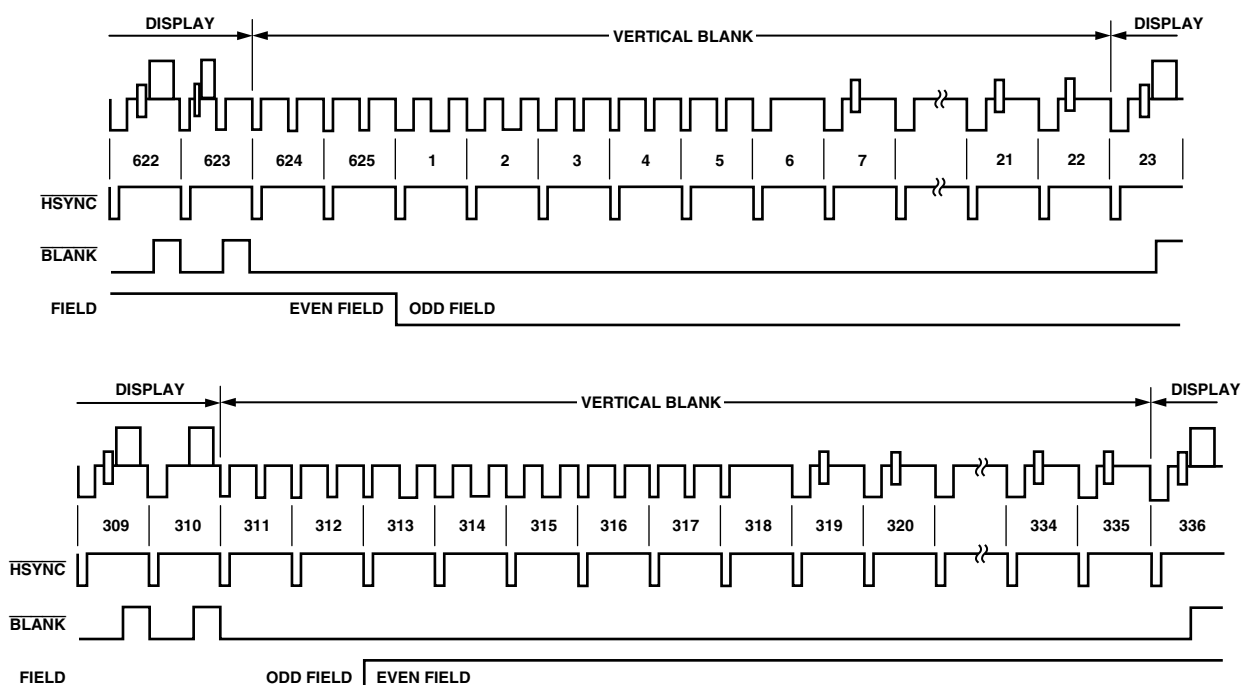 DISPLAY VERTICAL BLANK DISPLAY
622 623 624 625 1 2 3 4 5 6 7 21 22 23
HSYNC
BLANK
FIELD EVEN FIELD ODD FIELD
DISPLAY VERTICAL BLANK DISPLAY
309 310 311 312 313 314 315 316 317 318 319 320 334 335 336
HSYNC
BLANK
FIELD ODD FIELD EVEN FIELD